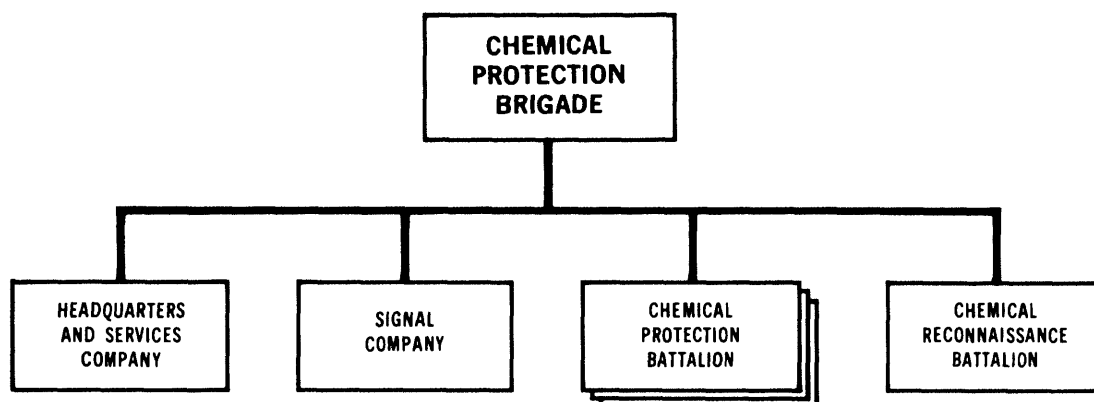 CHEMICAL
PROTECTION
BRIGADE
HEADQUARTERS
AND SERVICES
COMPANY
SIGNAL
COMPANY
CHEMICAL
PROTECTION
BATTALION
CHEMICAL
RECONNAISSANCE
BATTALION